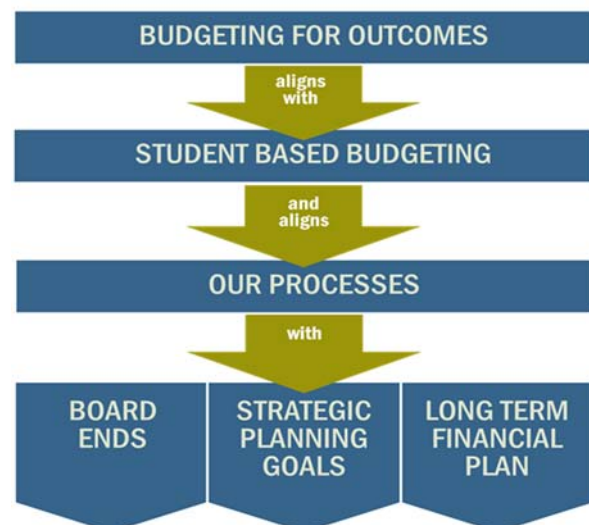 BUDGETING FOR OUTCOMES
aligns
with
STUDENT BASED BUDGETING
and
aligns
OUR PROCESSES
with
BOARD
ENDS
STRATEGIC
PLANNING
GOALS
LONG TERM
FINANCIAL
PLAN